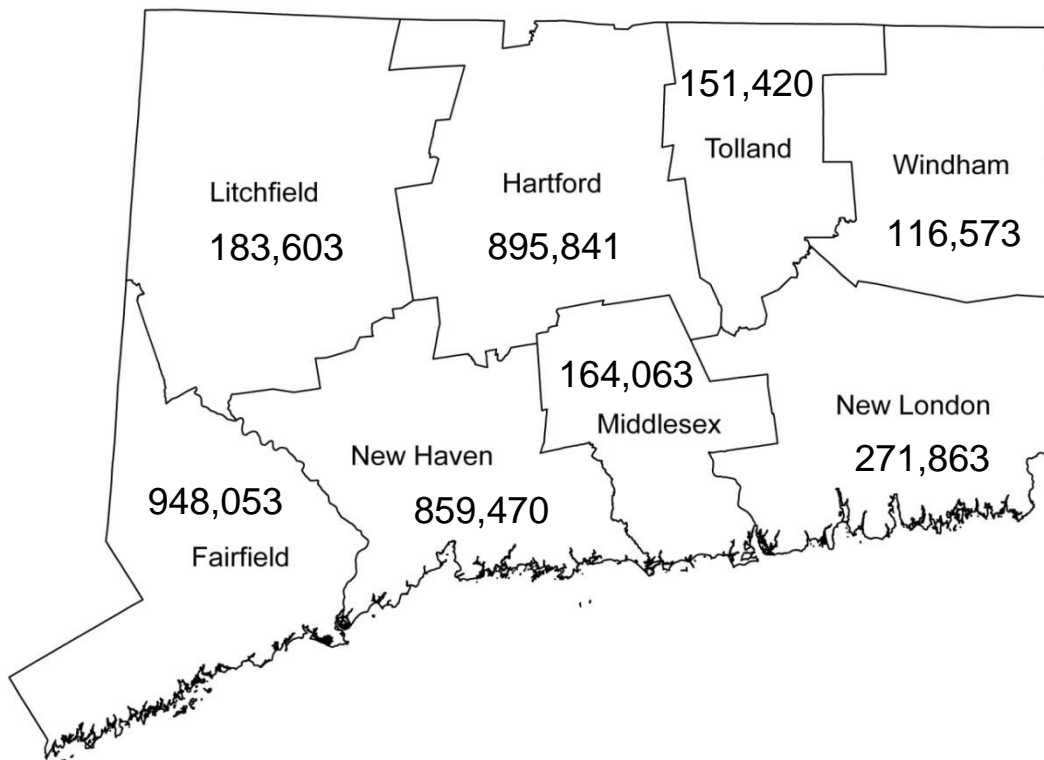 151,420
Tolland
Windham
116,573
Hartford
895,841
Litchfield
183,603
164,063
Middlesex
New London
271,863
New Haven
859,470
948,053
Fairfield